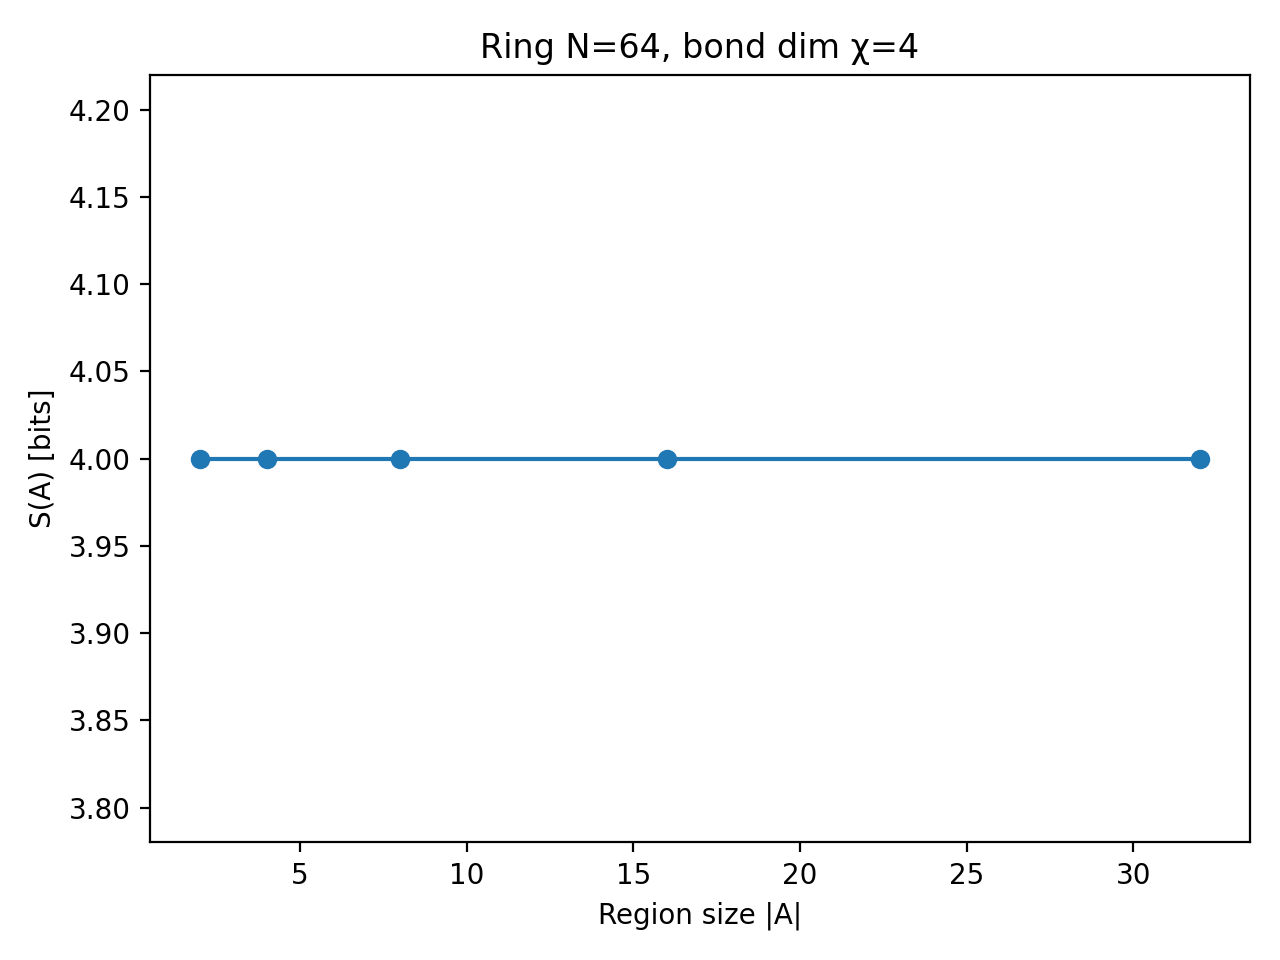 Ring N=64, bond dim χ=4
4.20
4.15
4.10
4.05
4.00
3.95
3.90
3.85
3.80
S(A) [bits]
5 10 15 20 25 30
Region size |A|